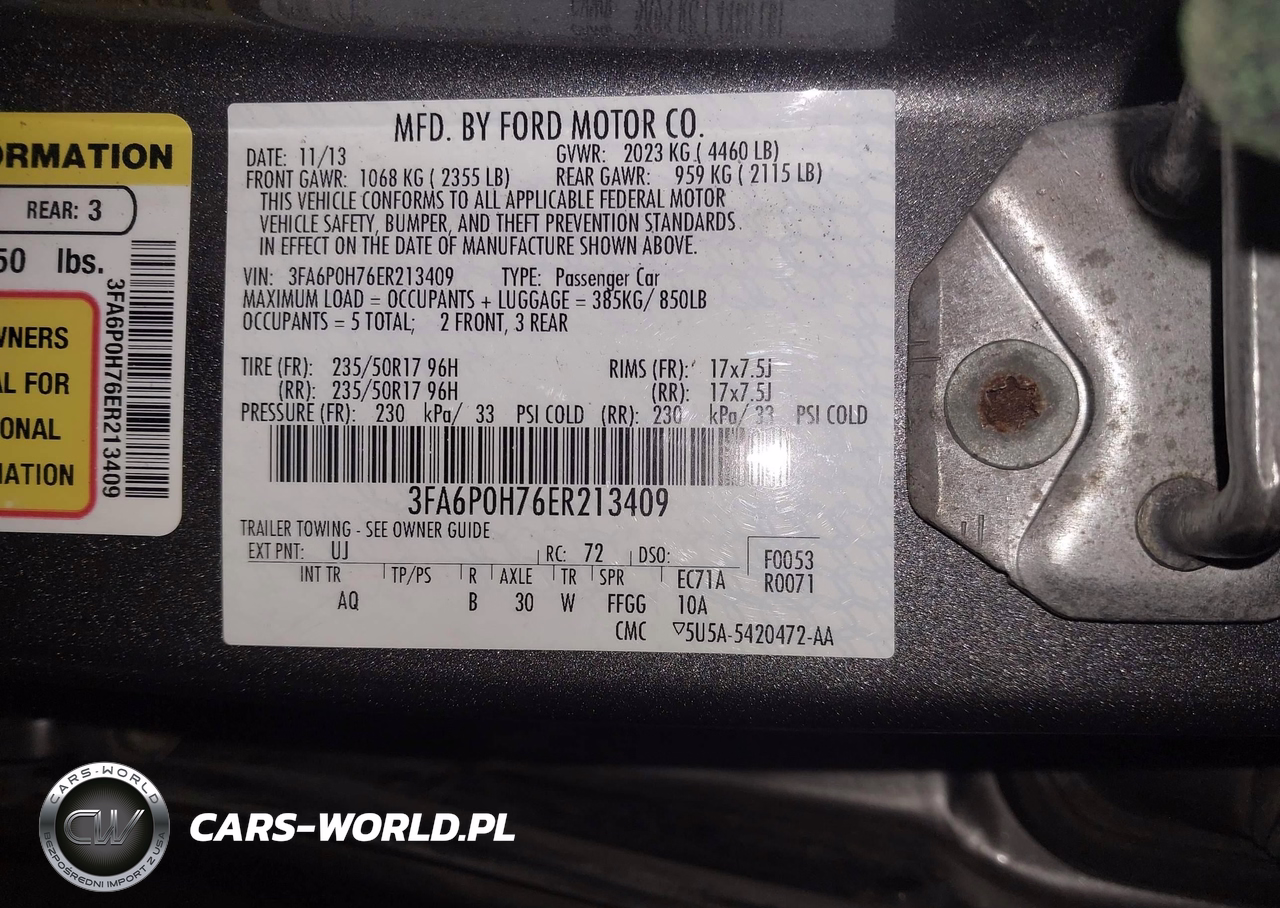 ORMATION
REAR: 3
50 lbs.
3FA6P0H76ER213409
WNERS
AL FOR
ONAL
MATION
MFD. BY FORD MOTOR CO.
DATE: 11/13 GVWR: 2023 KG ( 4460 LB)
FRONT GAWR: 1068 KG ( 2355 LB) REAR GAWR: 959 KG ( 2115 LB)
THIS VEHICLE CONFORMS TO ALL APPLICABLE FEDERAL MOTOR
VEHICLE SAFETY, BUMPER, AND THEFT PREVENTION STANDARDS
IN EFFECT ON THE DATE OF MANUFACTURE SHOWN ABOVE.
VIN: 3FA6P0H76ER213409 TYPE: Passenger Car
MAXIMUM LOAD = OCCUPANTS + LUGGAGE = 385KG/ 850LB
OCCUPANTS = 5 TOTAL; 2 FRONT, 3 REAR
TIRE (FR): 235/50R17 96H RIMS (FR): 17x7.5J
(RR): 235/50R17 96H (RR): 17x7.5J
PRESSURE (FR): 230 kPa/ 33 PSI COLD (RR): 230 kPa/ 33 PSI COLD
3FA6P0H76ER213409
TRAILER TOWING - SEE OWNER GUIDE
EXT PNT: UJ RC: 72 DSO: F0053
R0071
INT TR TP/PS R AXLE TR SPR EC71A
AQ B 30 W FFGG 10A
CMC ▽5U5A-5420472-AA
CARS-WORLD
CW
BEZPOŚREDNI IMPORT Z USA
CARS-WORLD.PL